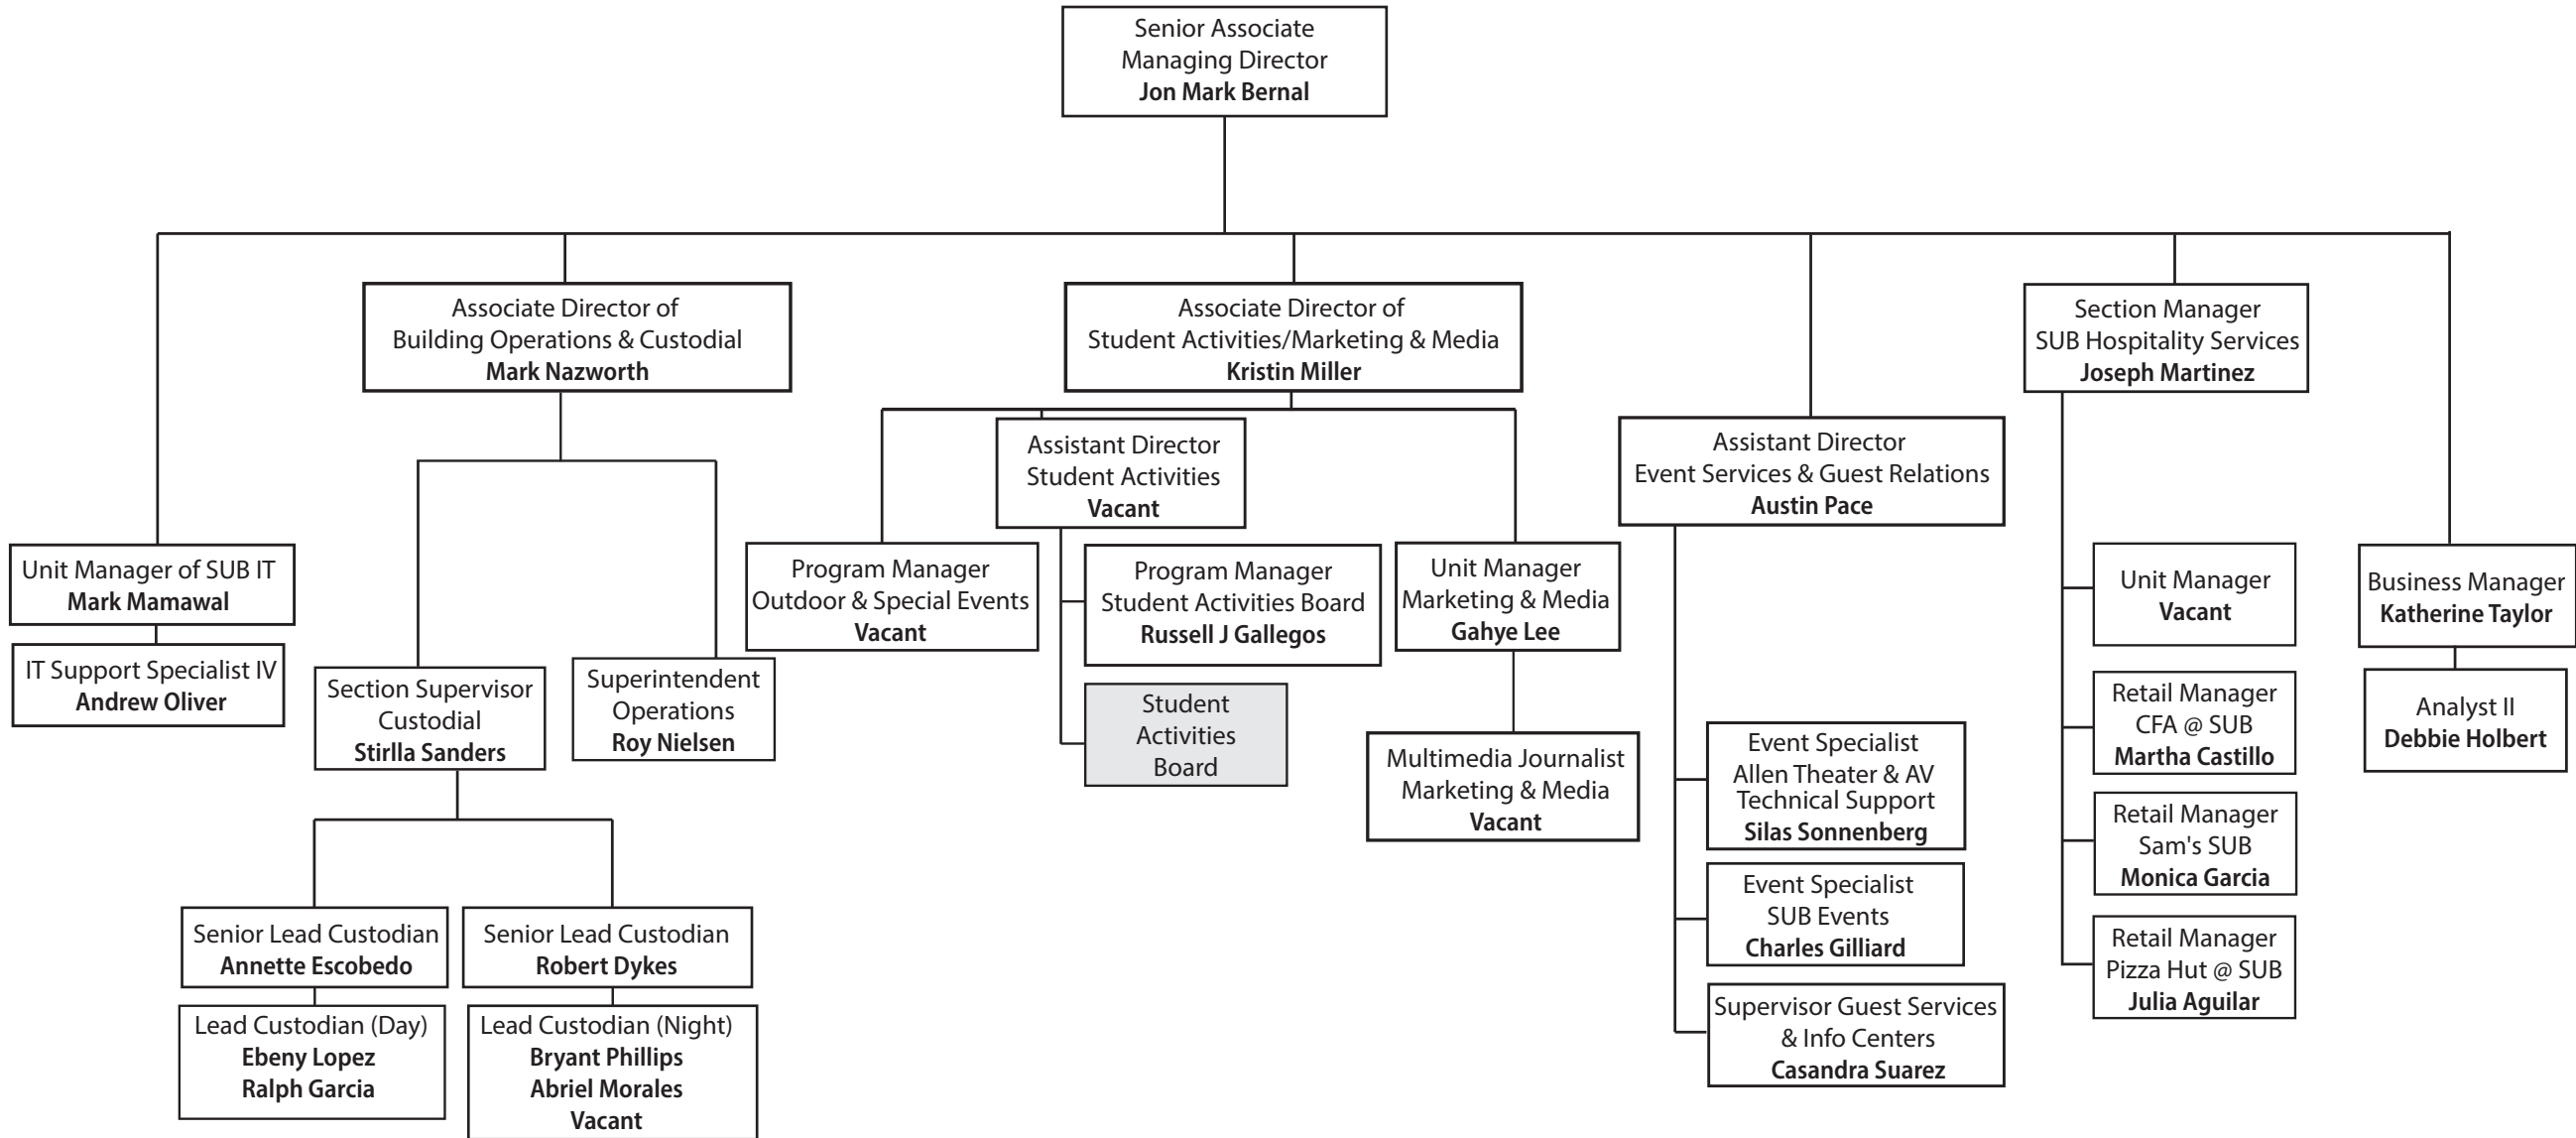 Senior Associate
Managing Director
Jon Mark Bernal
Associate Director of
Building Operations & Custodial
Mark Nazworth
Associate Director of
Student Activities/Marketing & Media
Kristin Miller
Section Manager
SUB Hospitality Services
Joseph Martinez
Assistant Director
Student Activities
Vacant
Assistant Director
Event Services & Guest Relations
Austin Pace
Unit Manager of SUB IT
Mark Mamawal
IT Support Specialist IV
Andrew Oliver
Section Supervisor
Custodial
Stirlla Sanders
Superintendent
Operations
Roy Nielsen
Program Manager
Outdoor & Special Events
Vacant
Program Manager
Student Activities Board
Russell J Gallegos
Student
Activities
Board
Unit Manager
Marketing & Media
Gahye Lee
Multimedia Journalist
Marketing & Media
Vacant
Event Specialist
Allen Theater & AV
Technical Support
Silas Sonnenberg
Event Specialist
SUB Events
Charles Gilliard
Supervisor Guest Services
& Info Centers
Casandra Suarez
Unit Manager
Vacant
Retail Manager
CFA @ SUB
Martha Castillo
Retail Manager
Sam's SUB
Monica Garcia
Retail Manager
Pizza Hut @ SUB
Julia Aguilar
Business Manager
Katherine Taylor
Analyst II
Debbie Holbert
Senior Lead Custodian
Annette Escobedo
Senior Lead Custodian
Robert Dykes
Lead Custodian (Day)
Ebeny Lopez
Ralph Garcia
Lead Custodian (Night)
Bryant Phillips
Abriel Morales
Vacant